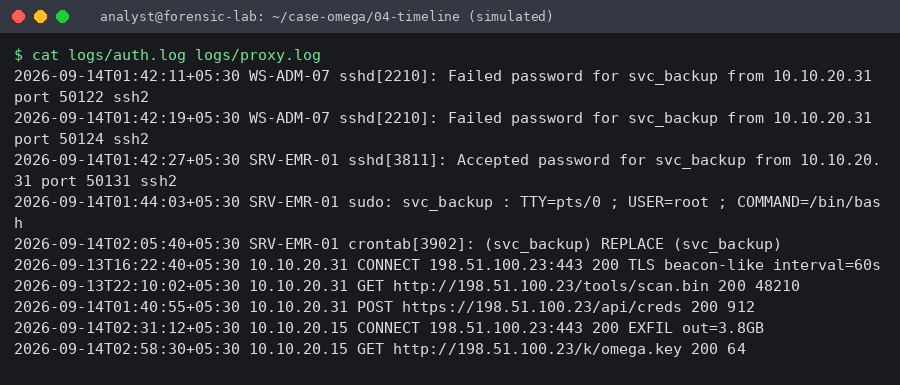 analyst@forensic-lab: ~/case-omega/04-timeline (simulated)
$ cat logs/auth.log logs/proxy.log
2026-09-14T01:42:11+05:30 WS-ADM-07 sshd[2210]: Failed password for svc_backup from 10.10.20.31
port 50122 ssh2
2026-09-14T01:42:19+05:30 WS-ADM-07 sshd[2210]: Failed password for svc_backup from 10.10.20.31
port 50124 ssh2
2026-09-14T01:42:27+05:30 SRV-EMR-01 sshd[3811]: Accepted password for svc_backup from 10.10.20.
31 port 50131 ssh2
2026-09-14T01:44:03+05:30 SRV-EMR-01 sudo: svc_backup : TTY=pts/0 ; USER=root ; COMMAND=/bin/bas
h
2026-09-14T02:05:40+05:30 SRV-EMR-01 crontab[3902]: (svc_backup) REPLACE (svc_backup)
2026-09-13T16:22:40+05:30 10.10.20.31 CONNECT 198.51.100.23:443 200 TLS beacon-like interval=60s
2026-09-13T22:10:02+05:30 10.10.20.31 GET http://198.51.100.23/tools/scan.bin 200 48210
2026-09-14T01:40:55+05:30 10.10.20.31 POST https://198.51.100.23/api/creds 200 912
2026-09-14T02:31:12+05:30 10.10.20.15 CONNECT 198.51.100.23:443 200 EXFIL out=3.8GB
2026-09-14T02:58:30+05:30 10.10.20.15 GET http://198.51.100.23/k/omega.key 200 64